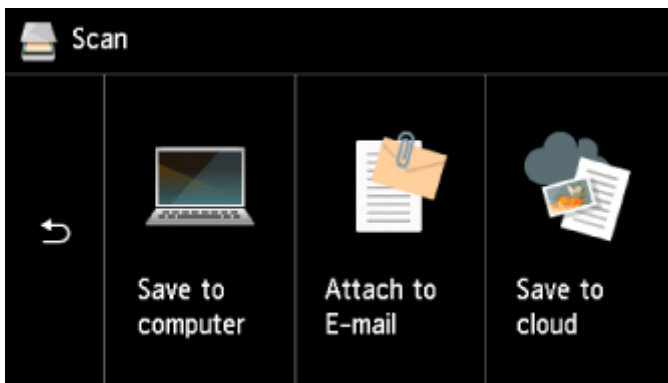 Scan
Save to
computer
Attach to
E-mail
Save to
cloud